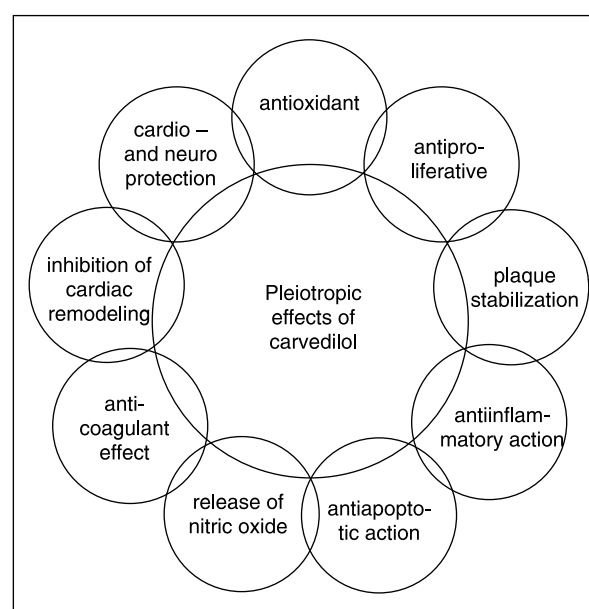 antioxidant
antipro-
liferative
plaque
stabilization
antiinflam-
matory action
antiapopto-
tic action
release of
nitric oxide
anti-
coagulant
effect
inhibition of
cardiac
remodeling
cardio –
and neuro
protection
Pleiotropic
effects of
carvedilol